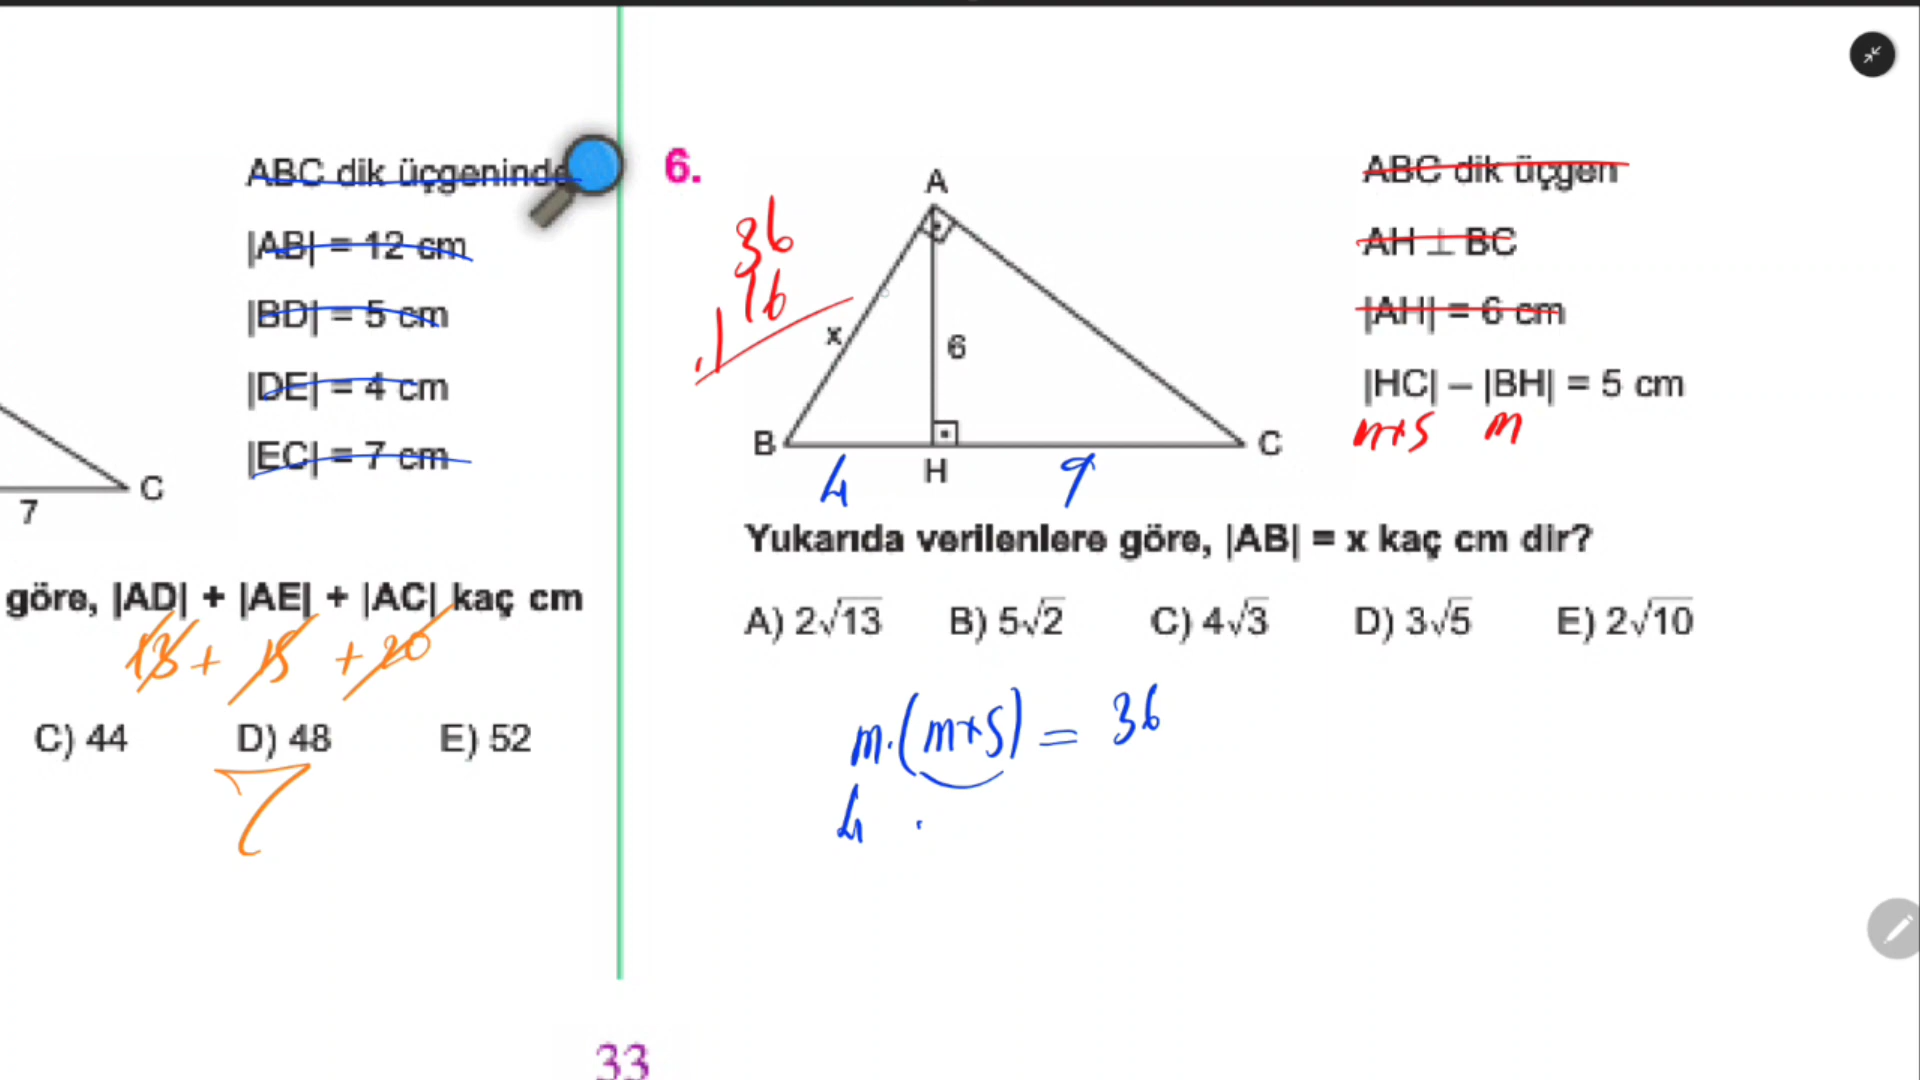 ABC dik üçgeninde
|AB| = 12 cm
|BD| = 5 cm
|DE| = 4 cm
|EC| = 7 cm
C
7
göre, |AD| + |AE| + |AC| kaç cm
13 + 15 + 20
C) 44 D) 48 E) 52
6.
A
36
16
x
6
B
H
C
4
9
ABC dik üçgen
AH ⊥ BC
|AH| = 6 cm
|HC| – |BH| = 5 cm
m+5 m
Yukarıda verilenlere göre, |AB| = x kaç cm dir?
A) 2√13 B) 5√2 C) 4√3 D) 3√5 E) 2√10
m.(m+5) = 36
4 .
33